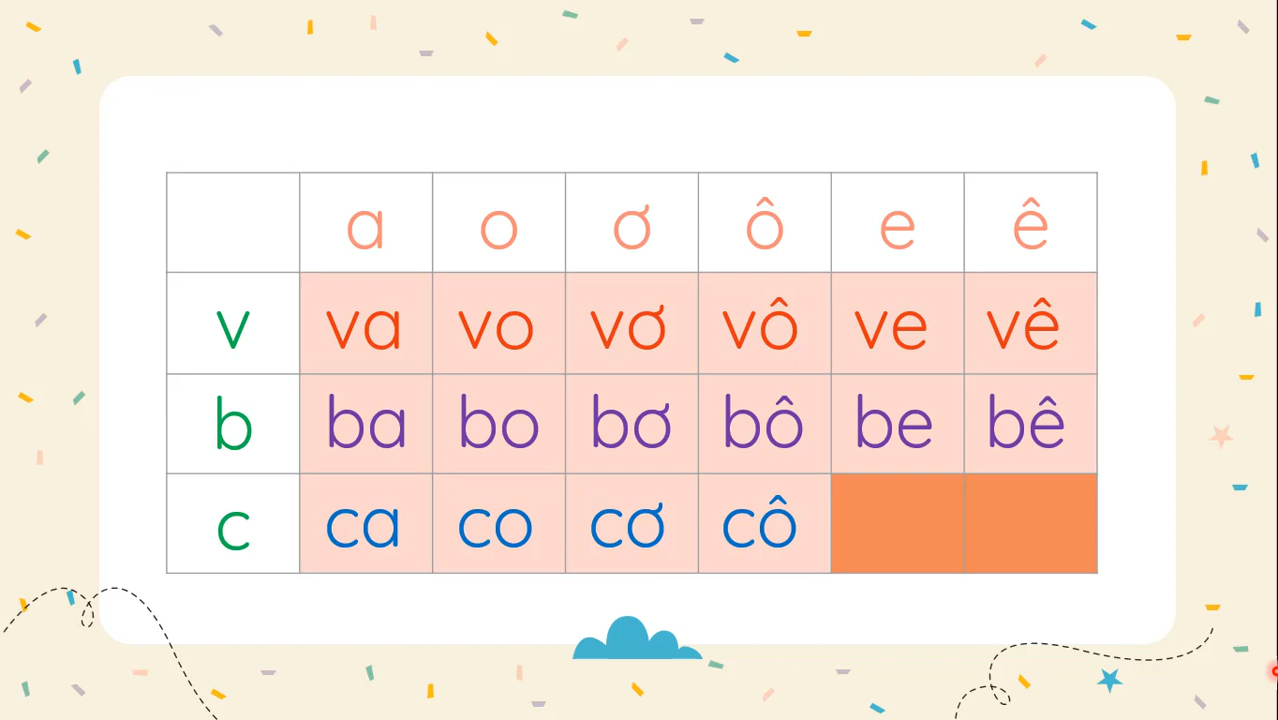 a o ơ ô e ê
v va vo vơ vô ve vê
b ba bo bơ bô be bê
c ca co cơ cô